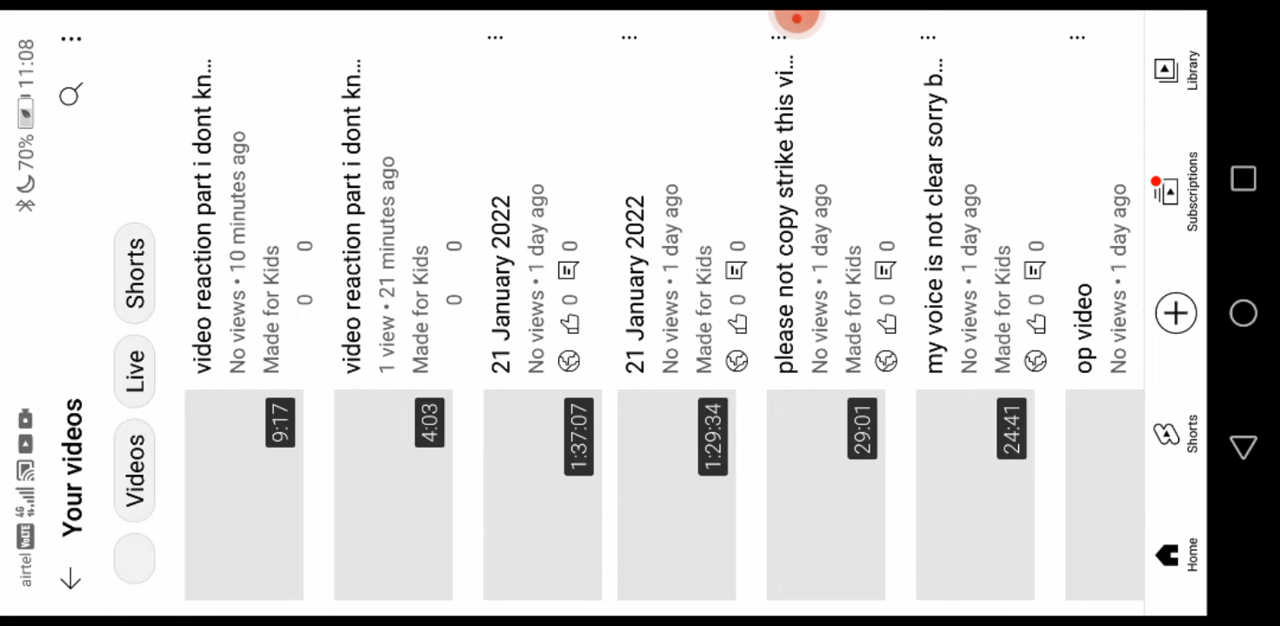 airtel VoLTE 4G 70% 11:08
Your videos
Videos Live Shorts
video reaction part i dont kn...
No views • 10 minutes ago
Made for Kids
0 0
9:17
video reaction part i dont kn...
1 view • 21 minutes ago
Made for Kids
0 0
4:03
21 January 2022
No views • 1 day ago
Made for Kids
0 0
1:37:07
21 January 2022
No views • 1 day ago
Made for Kids
0 0
1:29:34
please not copy strike this vi...
No views • 1 day ago
Made for Kids
0 0
29:01
my voice is not clear sorry b...
No views • 1 day ago
Made for Kids
0 0
24:41
op video
No views • 1 day ago
Home Shorts Subscriptions Library